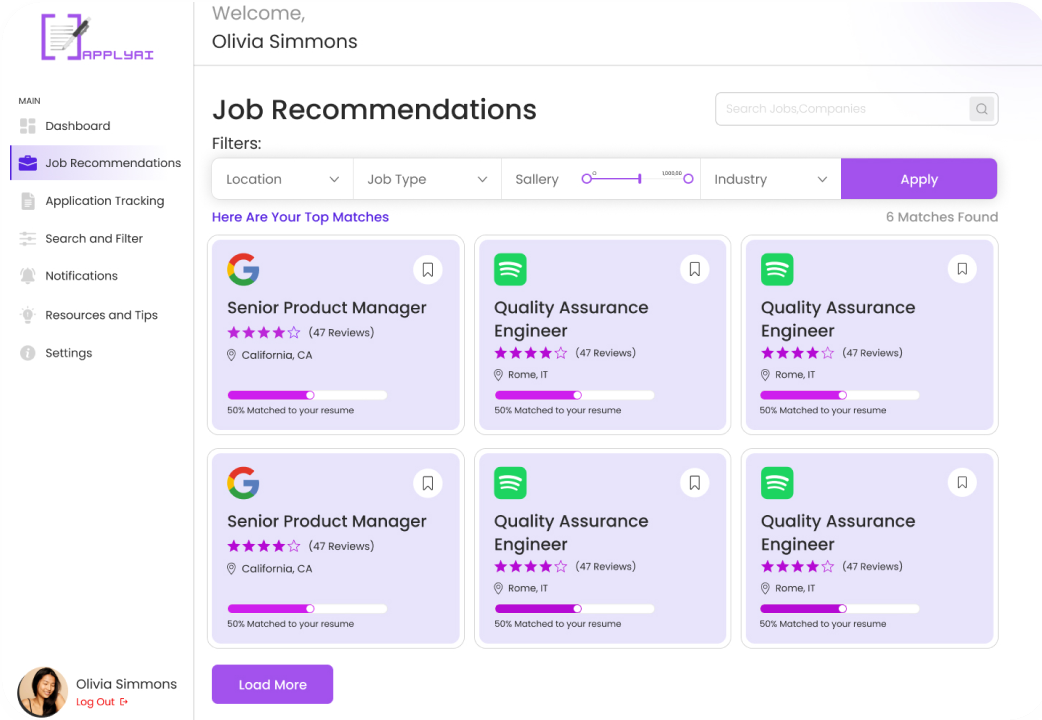 APPLYAI
MAIN
Dashboard
Job Recommendations
Application Tracking
Search and Filter
Notifications
Resources and Tips
Settings
Olivia Simmons
Log Out
Welcome,
Olivia Simmons
Job Recommendations
Search Jobs,Companies
Filters:
Location
Job Type
Sallery
0
1,000,00
Industry
Apply
Here Are Your Top Matches
6 Matches Found
Senior Product Manager
(47 Reviews)
California, CA
50% Matched to your resume
Quality Assurance
Engineer
(47 Reviews)
Rome, IT
50% Matched to your resume
Quality Assurance
Engineer
(47 Reviews)
Rome, IT
50% Matched to your resume
Senior Product Manager
(47 Reviews)
California, CA
50% Matched to your resume
Quality Assurance
Engineer
(47 Reviews)
Rome, IT
50% Matched to your resume
Quality Assurance
Engineer
(47 Reviews)
Rome, IT
50% Matched to your resume
Load More